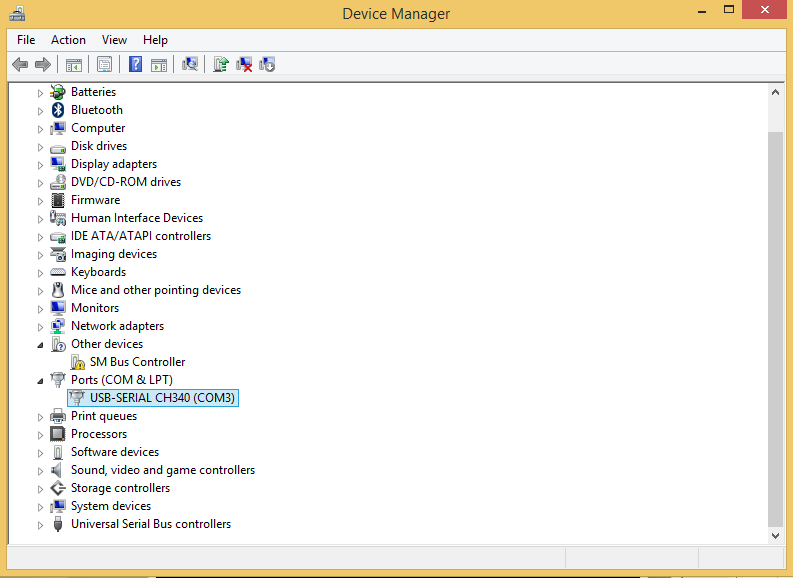 Device Manager
File Action View Help
Batteries
Bluetooth
Computer
Disk drives
Display adapters
DVD/CD-ROM drives
Firmware
Human Interface Devices
IDE ATA/ATAPI controllers
Imaging devices
Keyboards
Mice and other pointing devices
Monitors
Network adapters
Other devices
SM Bus Controller
Ports (COM & LPT)
USB-SERIAL CH340 (COM3)
Print queues
Processors
Software devices
Sound, video and game controllers
Storage controllers
System devices
Universal Serial Bus controllers